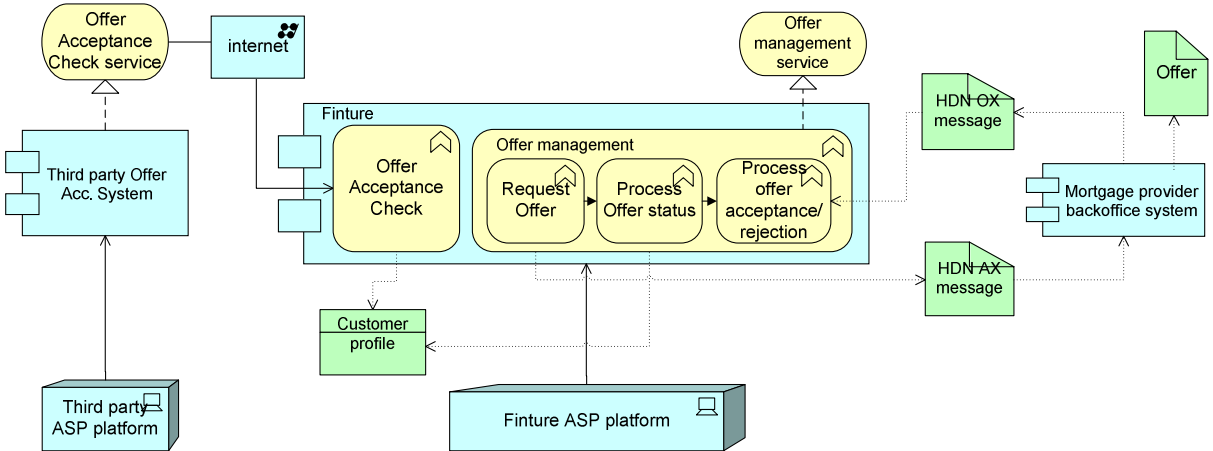 Offer
Acceptance
Check service
internet
Offer
management
service
Offer
HDN OX
message
Finture
Offer
Acceptance
Check
Offer management
Request
Offer
Process
Offer status
Process
offer
acceptance/
rejection
Third party Offer
Acc. System
Mortgage provider
backoffice system
HDN AX
message
Customer
profile
Third party
ASP platform
Finture ASP platform